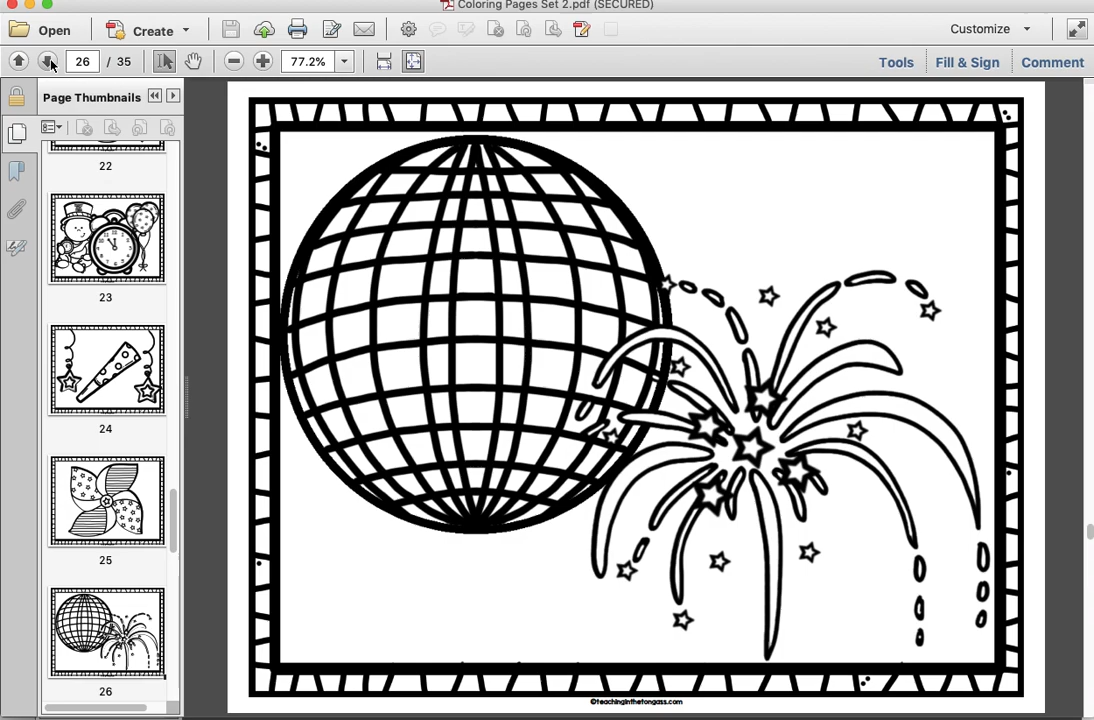 Coloring Pages Set 2.pdf (SECURED)
Open
Create
Customize
26 / 35
77.2%
Tools
Fill & Sign
Comment
Page Thumbnails
22
23
24
25
26
©teachinginthetongass.com